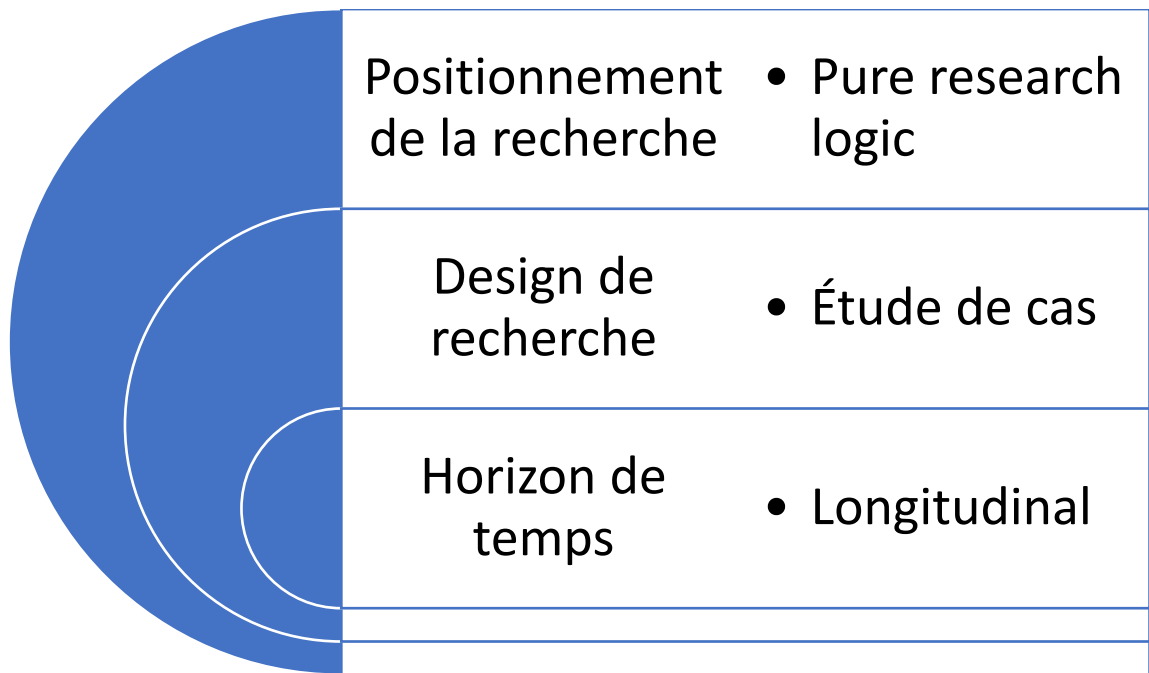 Positionnement
de la recherche
• Pure research
logic
Design de
recherche
• Étude de cas
Horizon de
temps
• Longitudinal